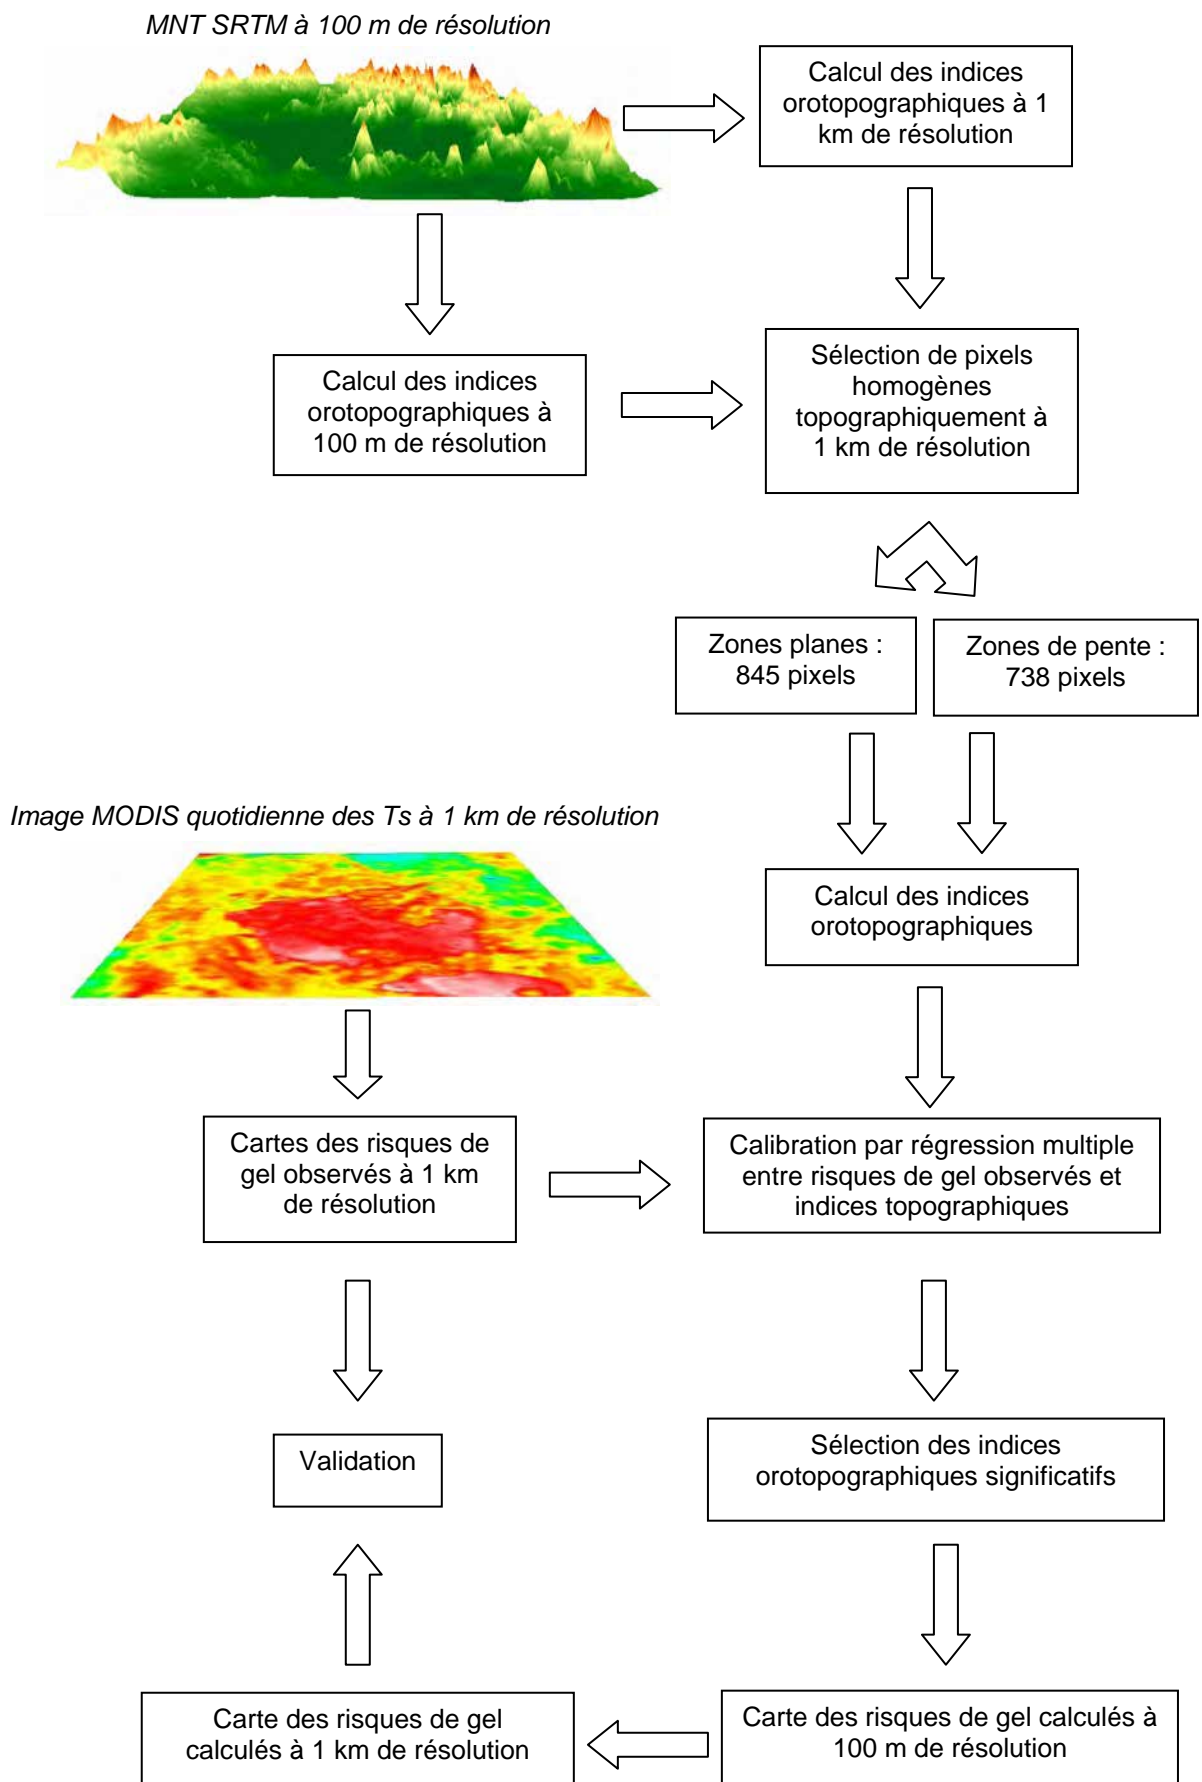 MNT SRTM à 100 m de résolution
Calcul des indices
orotopographiques à 1
km de résolution
Calcul des indices
orotopographiques à
100 m de résolution
Sélection de pixels
homogènes
topographiquement à
1 km de résolution
Zones planes :
845 pixels
Zones de pente :
738 pixels
Image MODIS quotidienne des Ts à 1 km de résolution
Calcul des indices
orotopographiques
Cartes des risques de
gel observés à 1 km
de résolution
Calibration par régression multiple
entre risques de gel observés et
indices topographiques
Validation
Sélection des indices
orotopographiques significatifs
Carte des risques de gel
calculés à 1 km de résolution
Carte des risques de gel calculés à
100 m de résolution